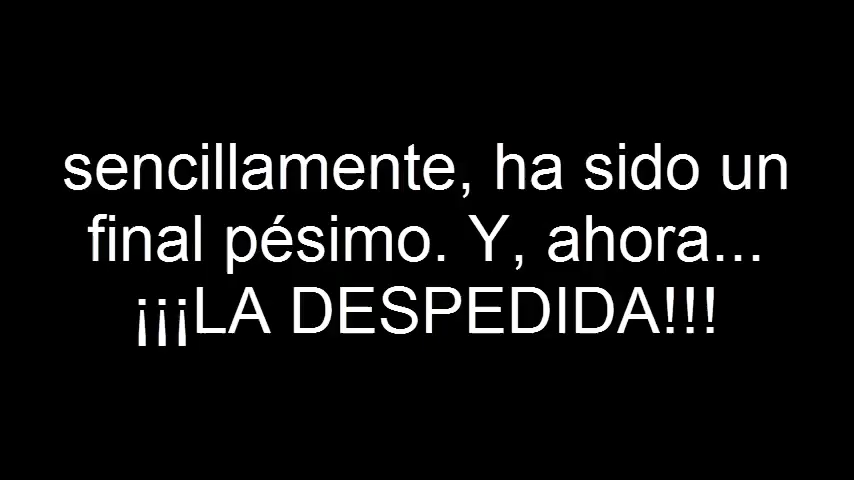 sencillamente, ha sido un
final pésimo. Y, ahora...
¡¡¡LA DESPEDIDA!!!